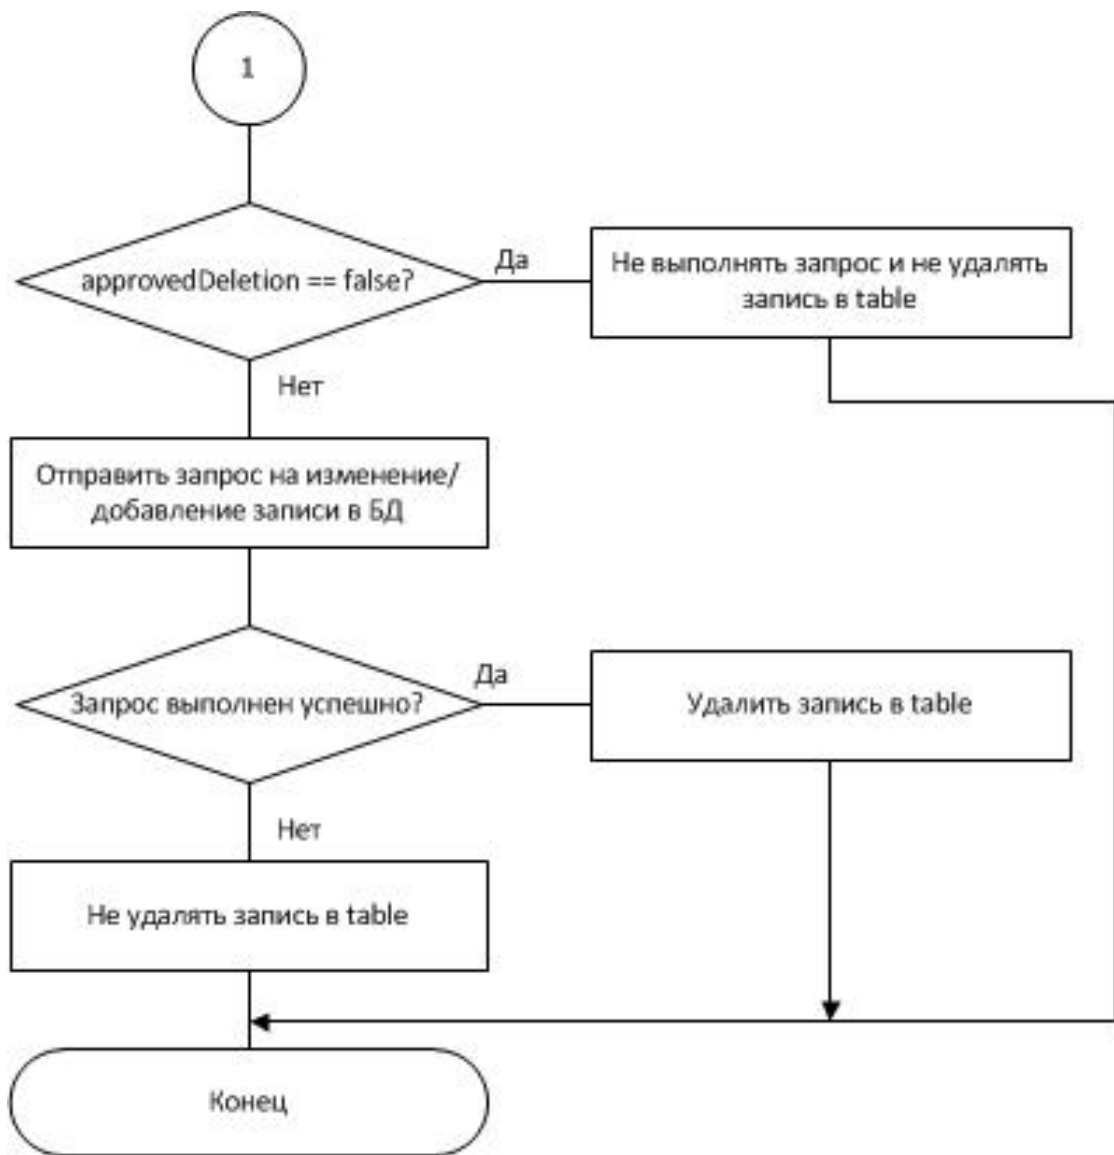 1
approvedDeletion == false?
Да
Не выполнять запрос и не удалять
запись в table
Нет
Отправить запрос на изменение/
добавление записи в БД
Запрос выполнен успешно?
Да
Удалить запись в table
Нет
Не удалять запись в table
Конец